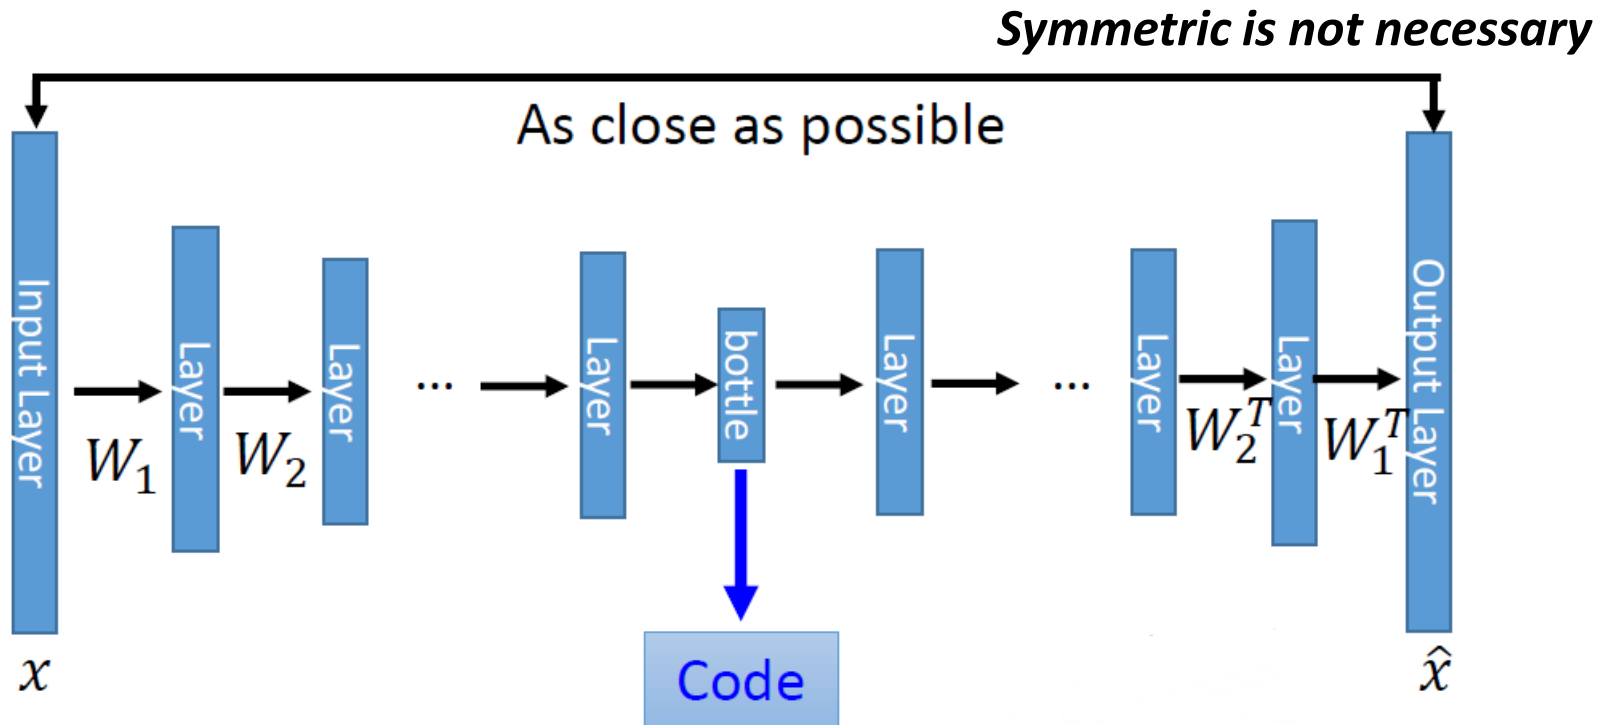 Symmetric is not necessary
As close as possible
Input Layer
Layer
Layer
...
Layer
bottle
Layer
...
Layer
Layer
Output Layer
W₁
W₂
W₂ᵀ
W₁ᵀ
x
Code
x̂